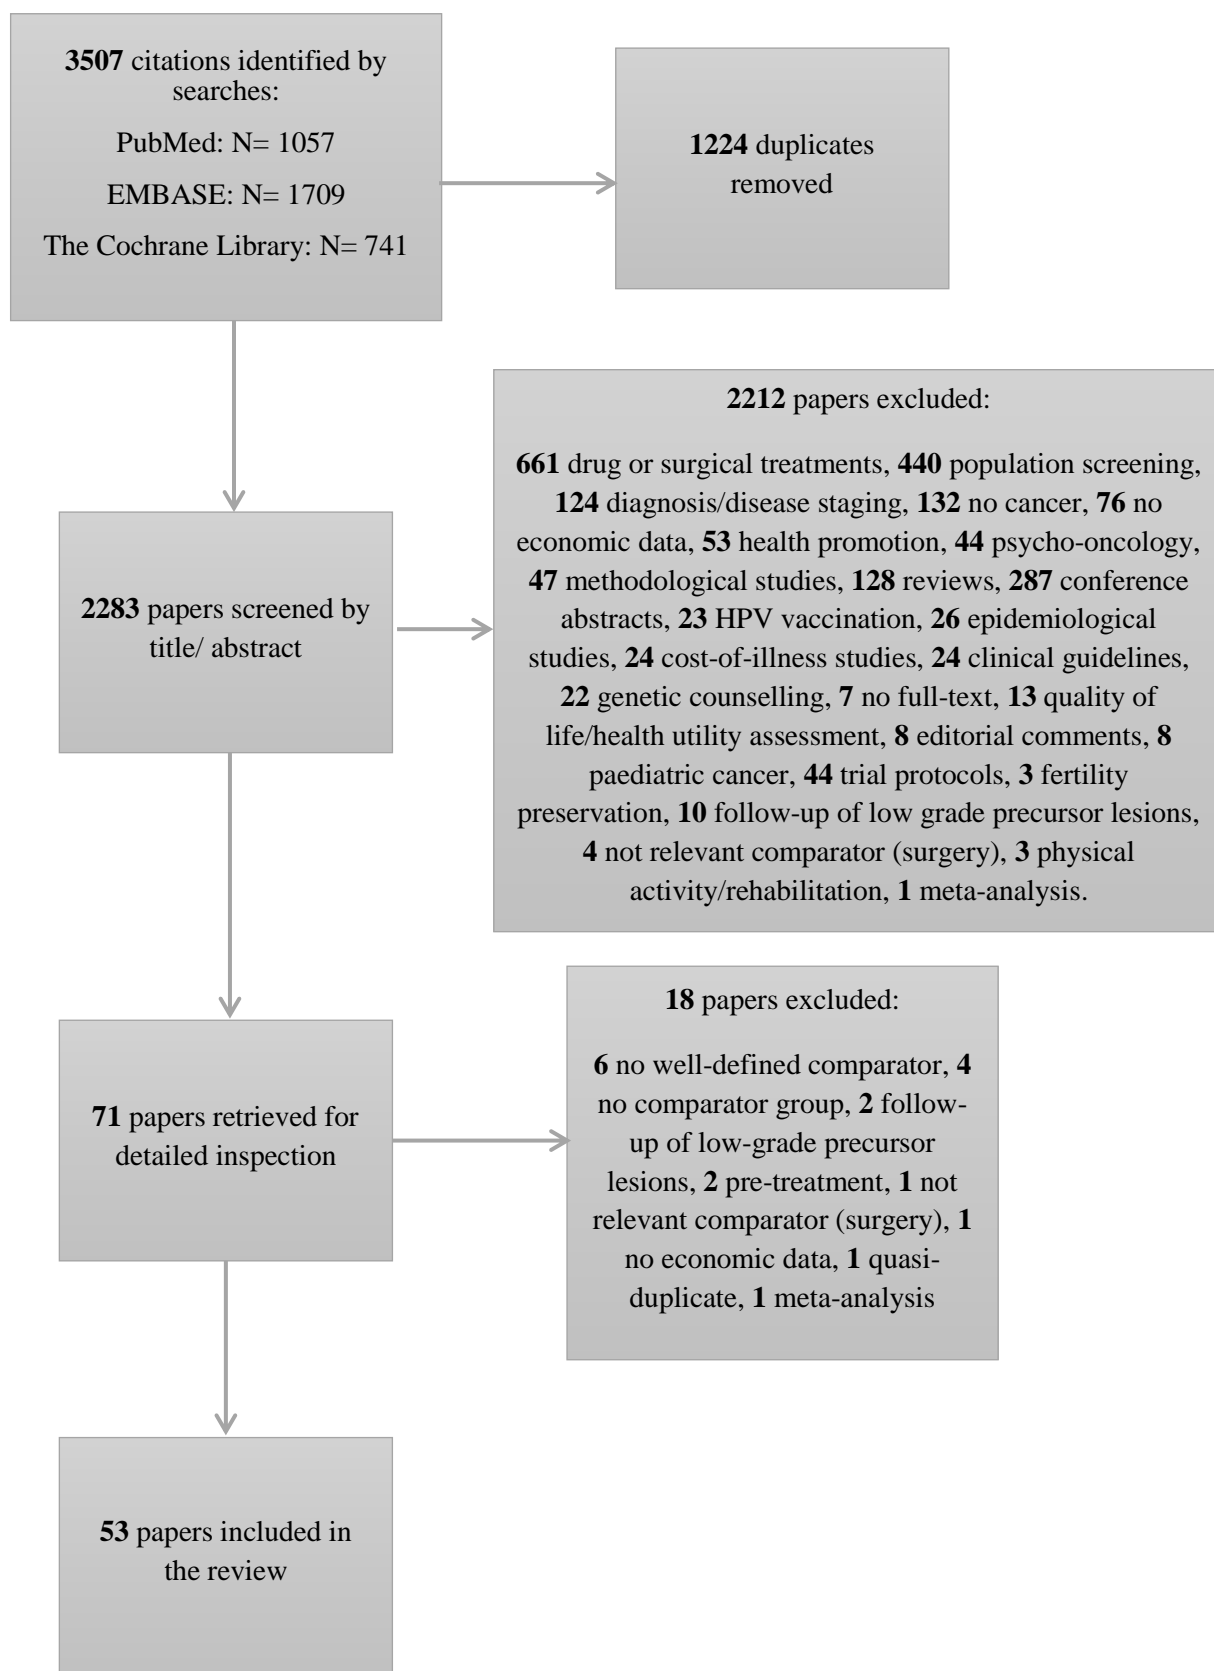 3507 citations identified by
searches:
PubMed: N= 1057
EMBASE: N= 1709
The Cochrane Library: N= 741
1224 duplicates
removed
2283 papers screened by
title/ abstract
2212 papers excluded:
661 drug or surgical treatments, 440 population screening,
124 diagnosis/disease staging, 132 no cancer, 76 no
economic data, 53 health promotion, 44 psycho-oncology,
47 methodological studies, 128 reviews, 287 conference
abstracts, 23 HPV vaccination, 26 epidemiological
studies, 24 cost-of-illness studies, 24 clinical guidelines,
22 genetic counselling, 7 no full-text, 13 quality of
life/health utility assessment, 8 editorial comments, 8
paediatric cancer, 44 trial protocols, 3 fertility
preservation, 10 follow-up of low grade precursor lesions,
4 not relevant comparator (surgery), 3 physical
activity/rehabilitation, 1 meta-analysis.
71 papers retrieved for
detailed inspection
18 papers excluded:
6 no well-defined comparator, 4
no comparator group, 2 follow-
up of low-grade precursor
lesions, 2 pre-treatment, 1 not
relevant comparator (surgery), 1
no economic data, 1 quasi-
duplicate, 1 meta-analysis
53 papers included in
the review